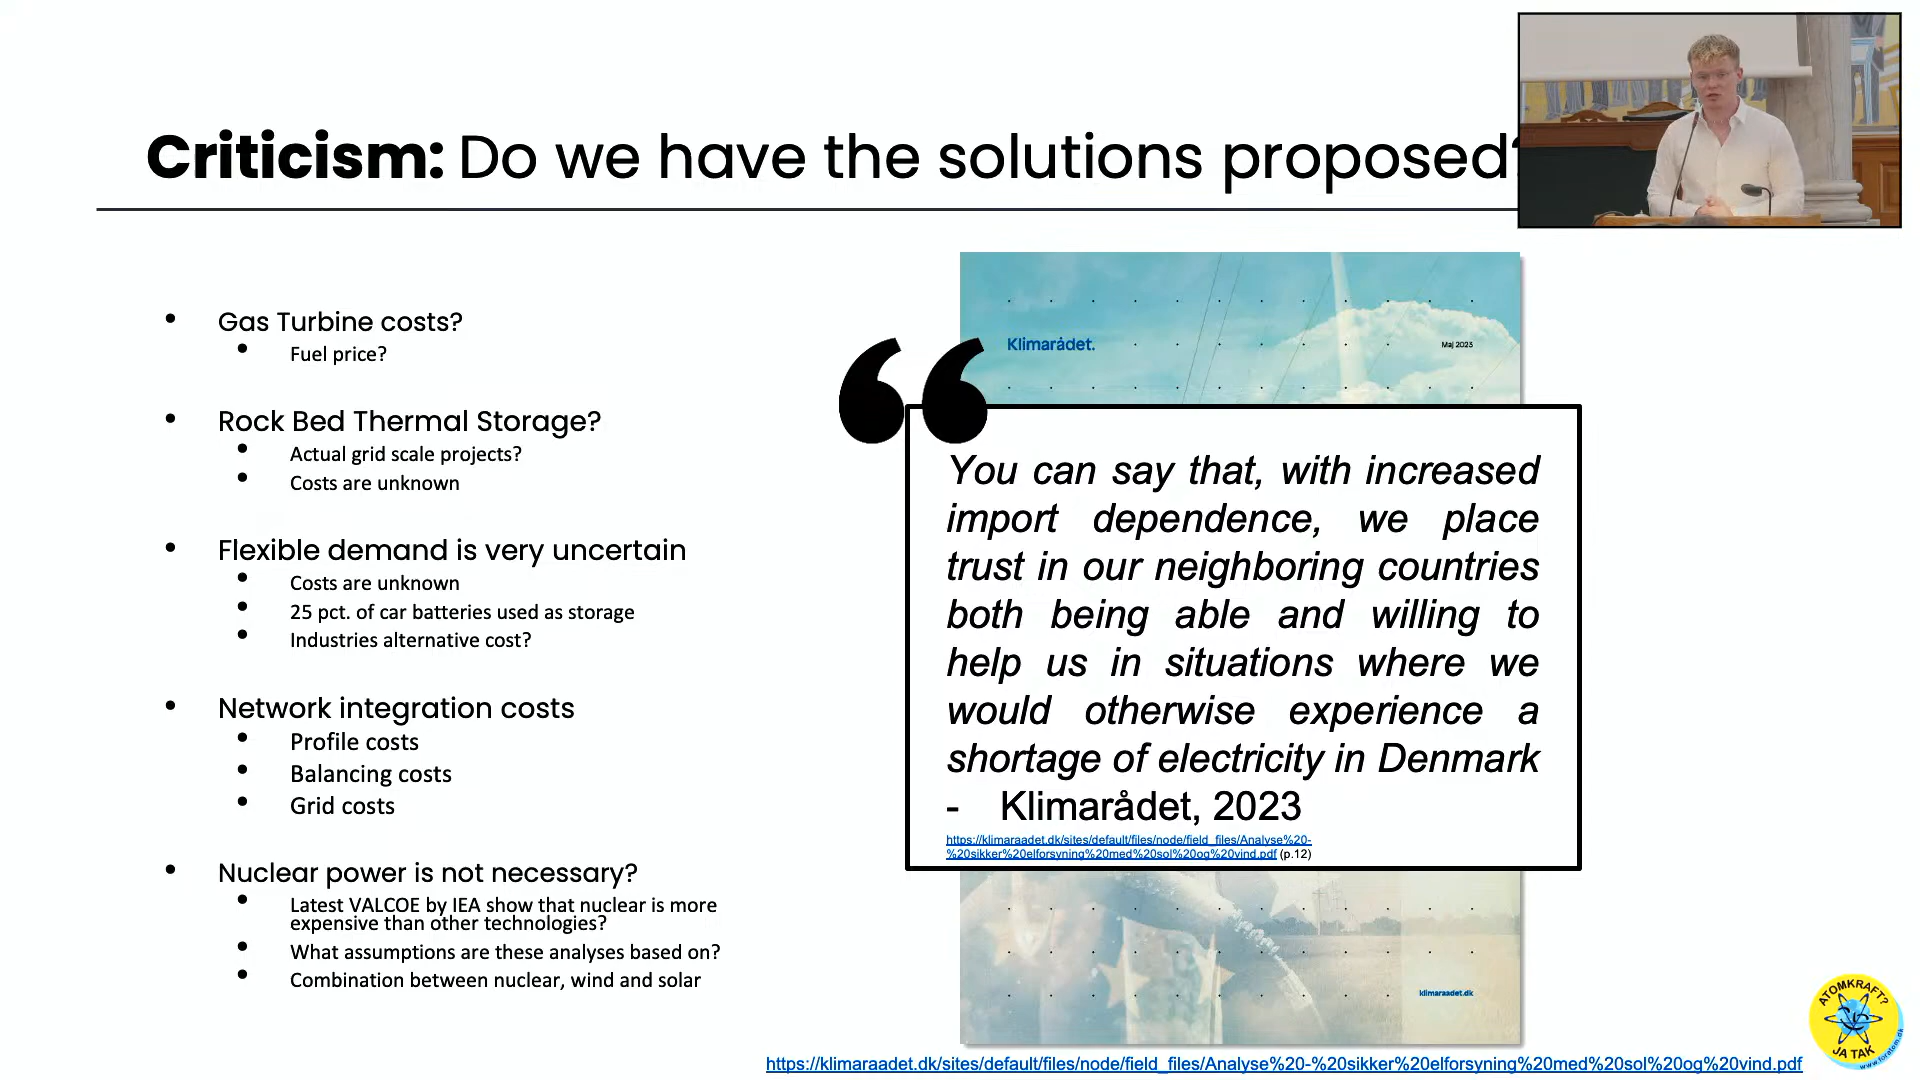 Criticism: Do we have the solutions proposed?
• Gas Turbine costs?
• Fuel price?
• Rock Bed Thermal Storage?
• Actual grid scale projects?
• Costs are unknown
• Flexible demand is very uncertain
• Costs are unknown
• 25 pct. of car batteries used as storage
• Industries alternative cost?
• Network integration costs
• Profile costs
• Balancing costs
• Grid costs
• Nuclear power is not necessary?
• Latest VALCOE by IEA show that nuclear is more
expensive than other technologies?
• What assumptions are these analyses based on?
• Combination between nuclear, wind and solar
Klimarådet.
Maj 2023
“
You can say that, with increased
import dependence, we place
trust in our neighboring countries
both being able and willing to
help us in situations where we
would otherwise experience a
shortage of electricity in Denmark
- Klimarådet, 2023
https://klimaraadet.dk/sites/default/files/node/field_files/Analyse%20-
%20sikker%20elforsyning%20med%20sol%20og%20vind.pdf (p.12)
klimaraadet.dk
https://klimaraadet.dk/sites/default/files/node/field_files/Analyse%20-%20sikker%20elforsyning%20med%20sol%20og%20vind.pdf
ATOMKRAFT?
JA TAK